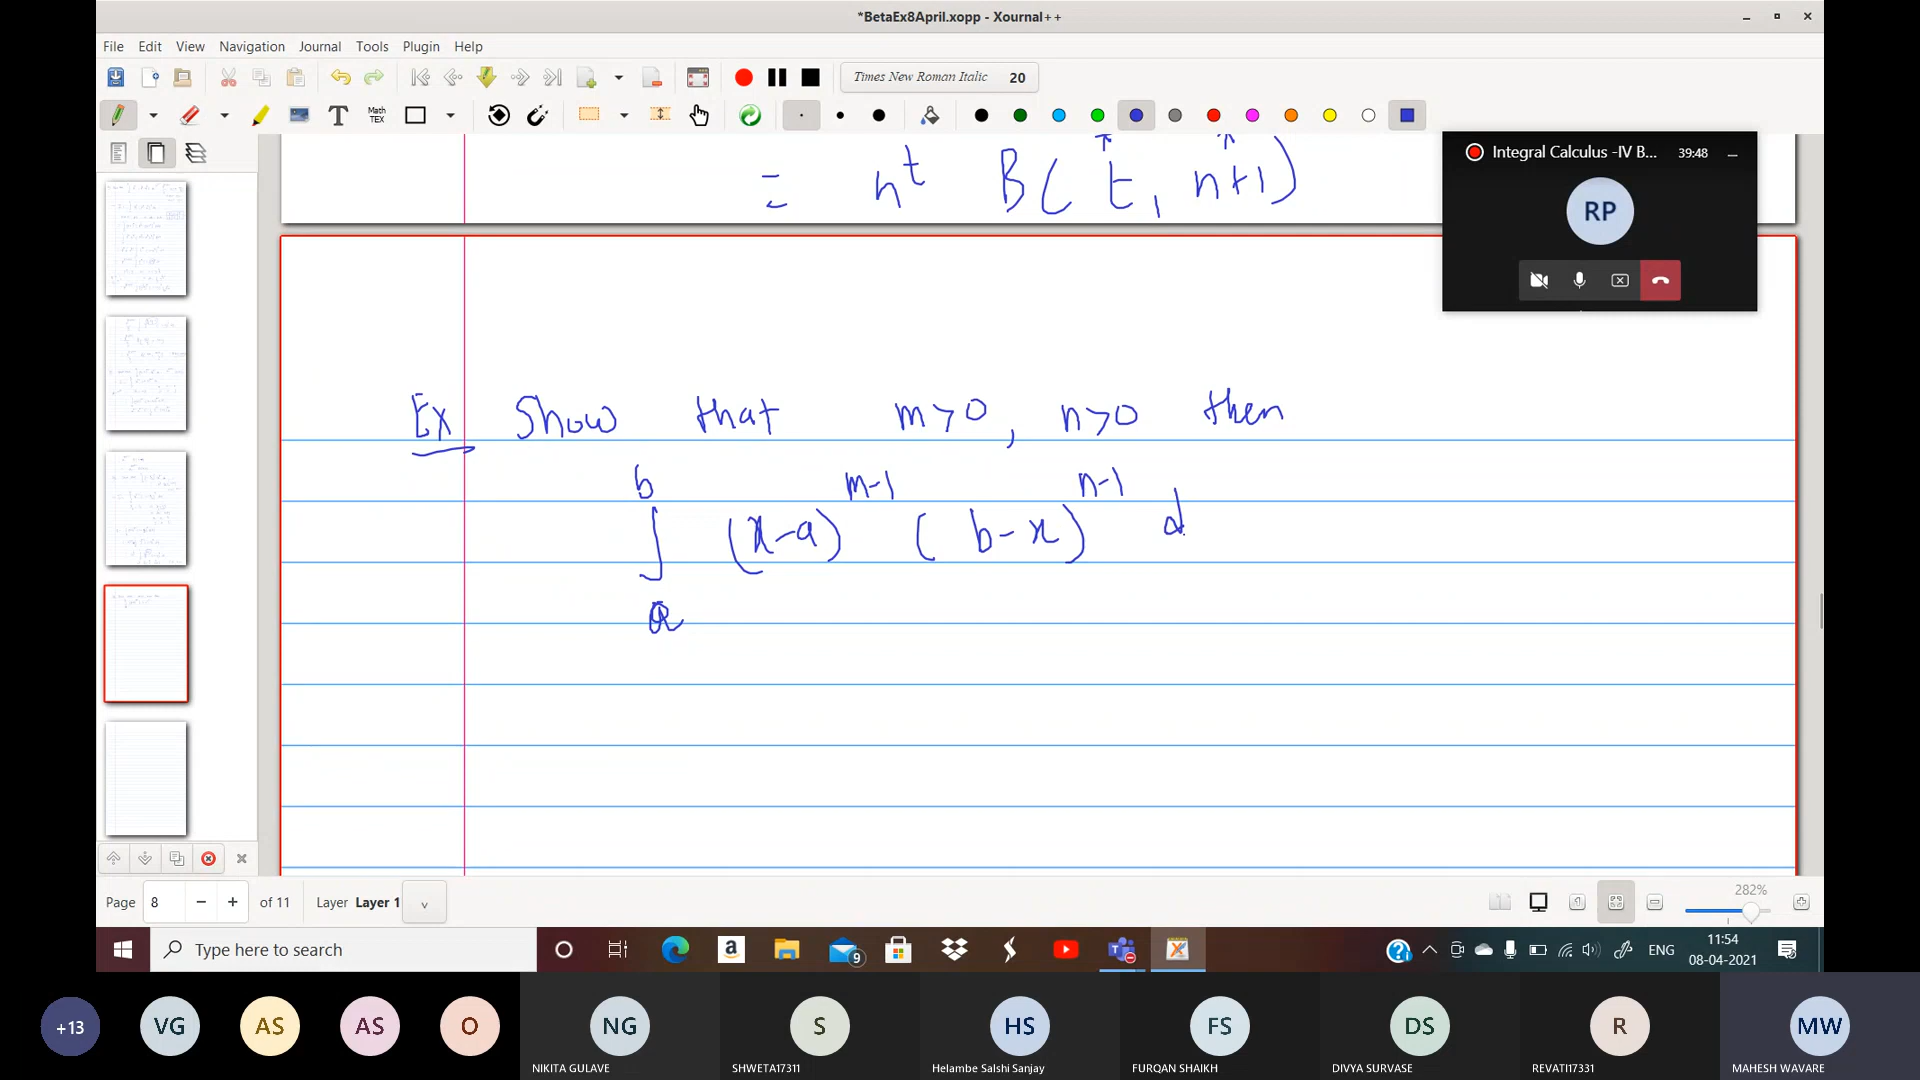 *BetaEx8April.xopp - Xournal++
File Edit View Navigation Journal Tools Plugin Help
Times New Roman Italic 20
Math TEX
= n^t B(t, n+1)
Integral Calculus -IV B... 39:48
RP
Ex Show that m>0, n>0 then
∫_a^b (x-a)^{m-1} (b-x)^{n-1} d
Page 8 of 11 Layer Layer 1
282%
Type here to search
9
ENG
11:54
08-04-2021
+13 VG AS AS O NG S HS FS DS R MW
NIKITA GULAVE SHWETA17311 Helambe Salshi Sanjay FURQAN SHAIKH DIVYA SURVASE REVATI17331 MAHESH WAVARE